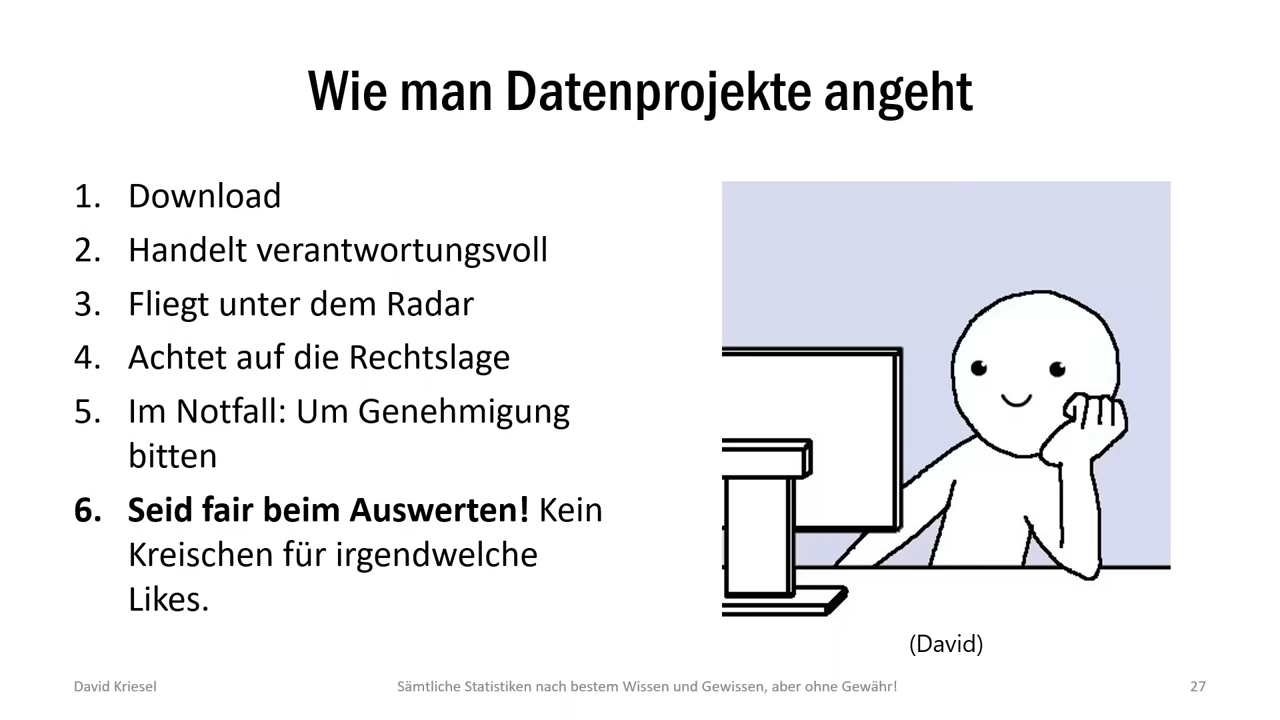 Wie man Datenprojekte angeht
1. Download
2. Handelt verantwortungsvoll
3. Fliegt unter dem Radar
4. Achtet auf die Rechtslage
5. Im Notfall: Um Genehmigung
bitten
6. Seid fair beim Auswerten! Kein
Kreischen für irgendwelche
Likes.
(David)
David Kriesel
Sämtliche Statistiken nach bestem Wissen und Gewissen, aber ohne Gewähr!
27